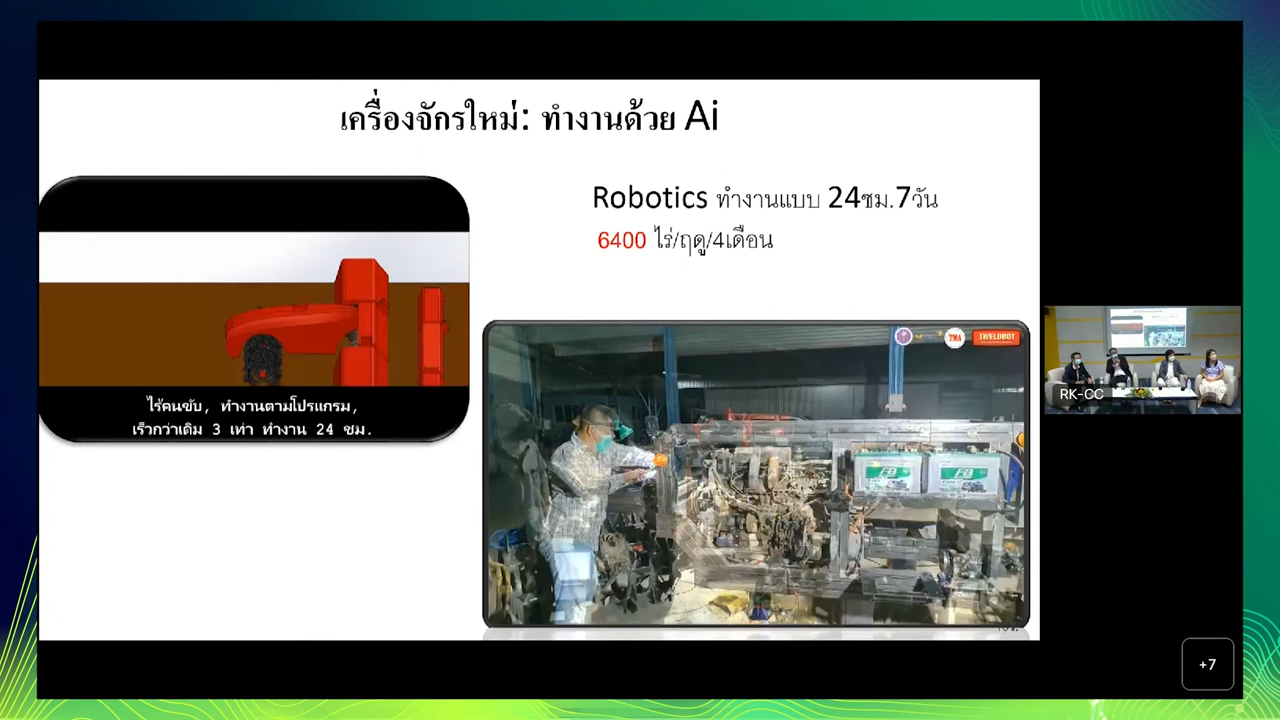 เครื่องจักรใหม่: ทำงานด้วย Ai
Robotics ทำงานแบบ 24ชม.7วัน
6400 ไร่/ฤดู/4เดือน
ไร้คนขับ, ทำงานตามโปรแกรม,
เร็วกว่าเดิม 3 เท่า ทำงาน 24 ชม.
TMA
IWELDBOT
FB
FB
RK-CC
+7